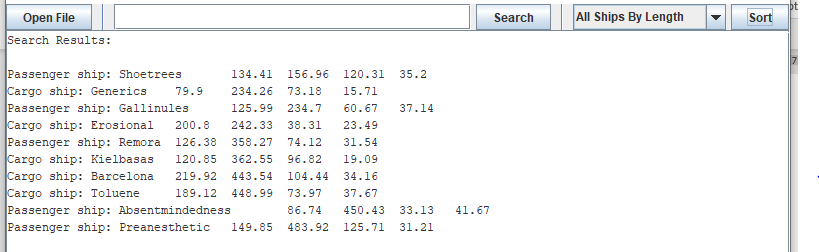 Open File Search All Ships By Length Sort
Search Results:
Passenger ship: Shoetrees 134.41 156.96 120.31 35.2
Cargo ship: Generics 79.9 234.26 73.18 15.71
Passenger ship: Gallinules 125.99 234.7 60.67 37.14
Cargo ship: Erosional 200.8 242.33 38.31 23.49
Passenger ship: Remora 126.38 358.27 74.12 31.54
Cargo ship: Kielbasas 120.85 362.55 96.82 19.09
Cargo ship: Barcelona 219.92 443.54 104.44 34.16
Cargo ship: Toluene 189.12 448.99 73.97 37.67
Passenger ship: Absentmindedness 86.74 450.43 33.13 41.67
Passenger ship: Preanesthetic 149.85 483.92 125.71 31.21